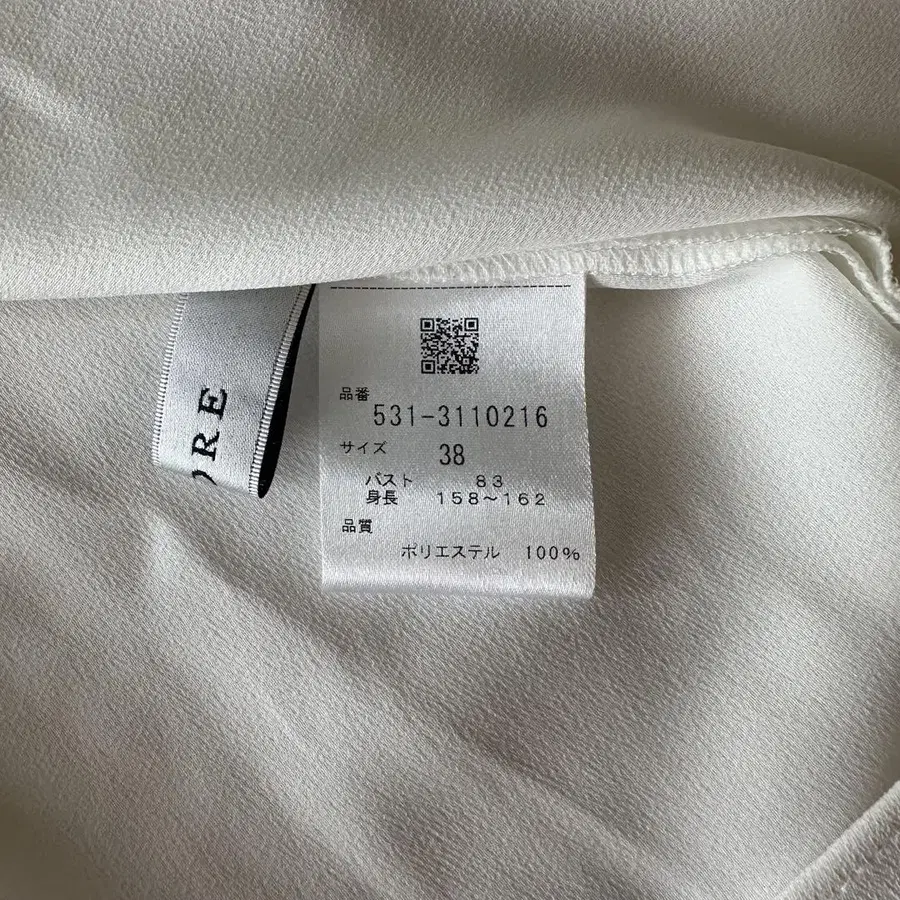 品番
531-3110216
サイズ 38
バスト 83
身長 158～162
品質
ポリエステル 100%
ORE